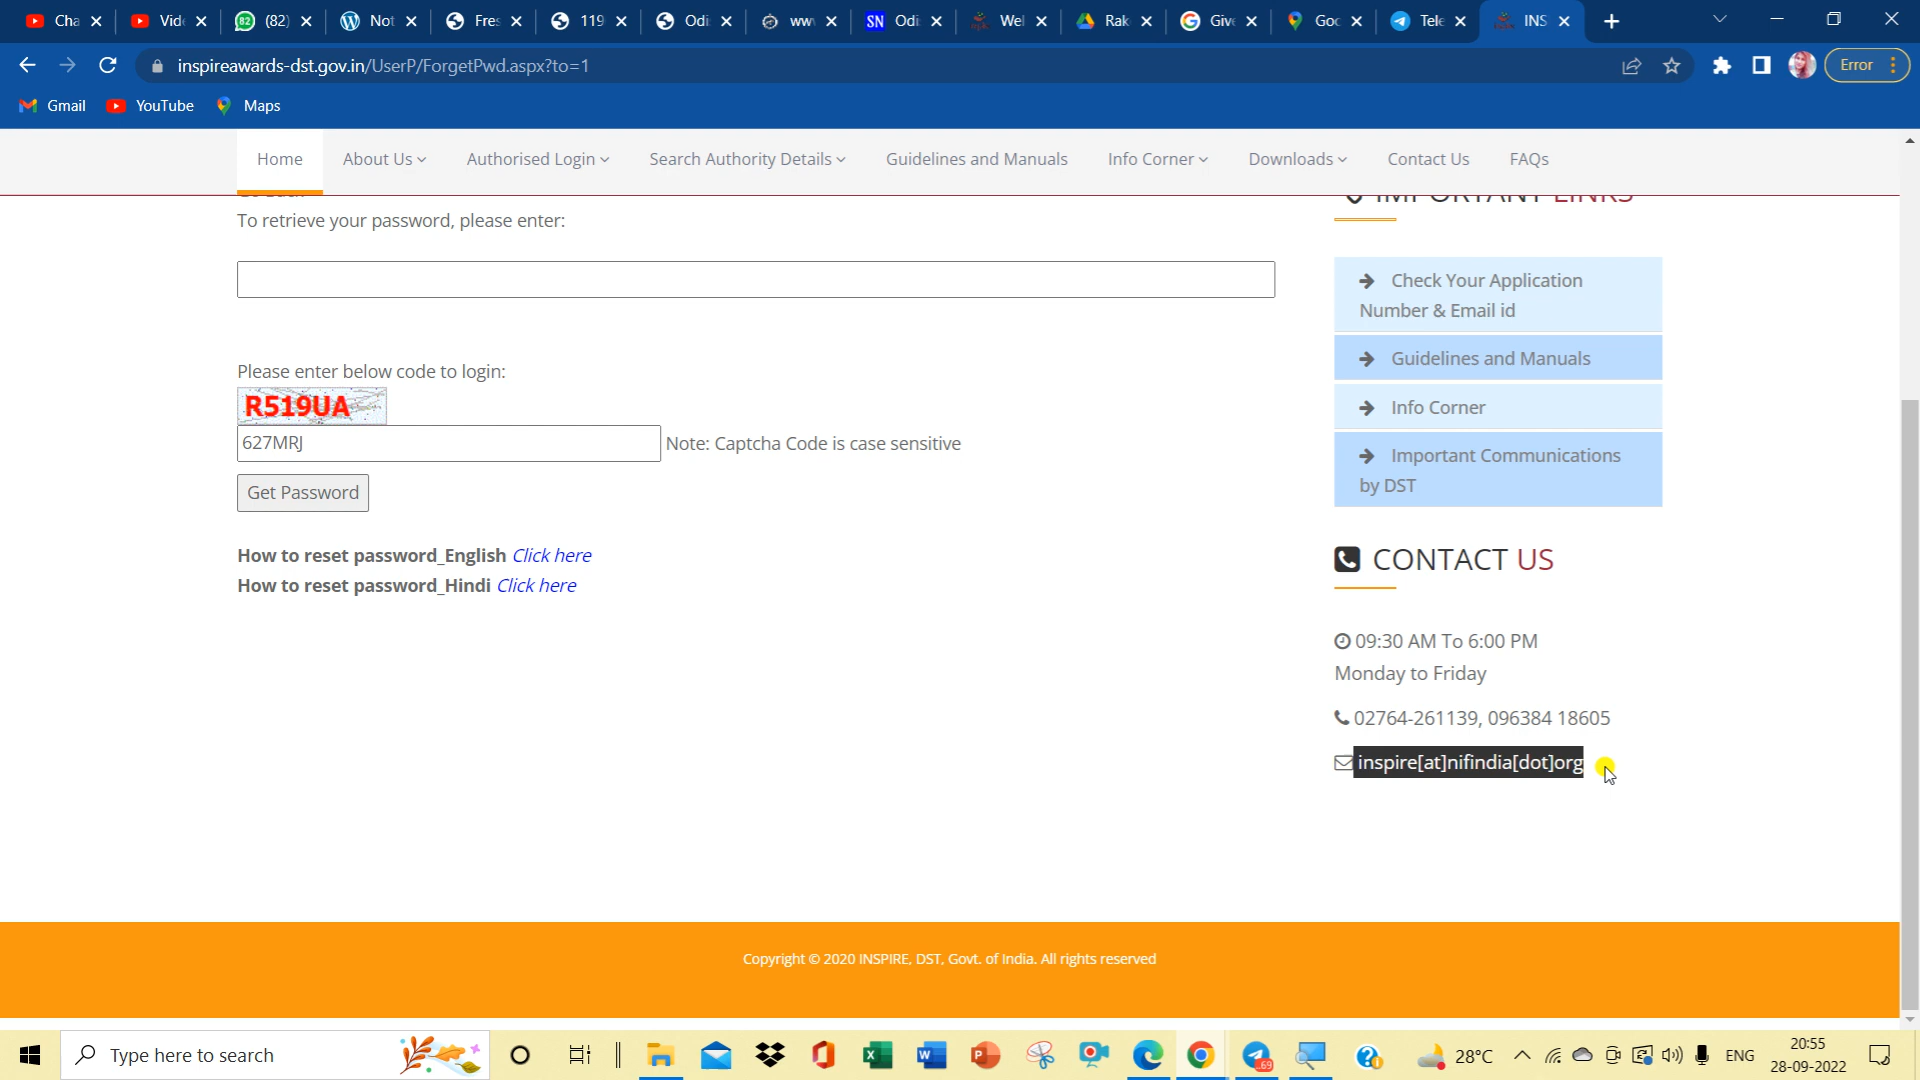 Cha
Vid
82 (82)
Not
Fres
119
Odi
ww
SN Odi
Wel
Rak
Give
Goo
Tele
INS
inspireawards-dst.gov.in/UserP/ForgetPwd.aspx?to=1
Error
Gmail
YouTube
Maps
Home
About Us
Authorised Login
Search Authority Details
Guidelines and Manuals
Info Corner
Downloads
Contact Us
FAQs
To retrieve your password, please enter:
Please enter below code to login:
R519UA
627MRJ
Note: Captcha Code is case sensitive
Get Password
How to reset password_English Click here
How to reset password_Hindi Click here
IMPORTANT LINKS
Check Your Application
Number & Email id
Guidelines and Manuals
Info Corner
Important Communications
by DST
CONTACT US
09:30 AM To 6:00 PM
Monday to Friday
02764-261139, 096384 18605
inspire[at]nifindia[dot]org
Copyright © 2020 INSPIRE, DST, Govt. of India. All rights reserved
Type here to search
69
28°C
ENG
20:55
28-09-2022